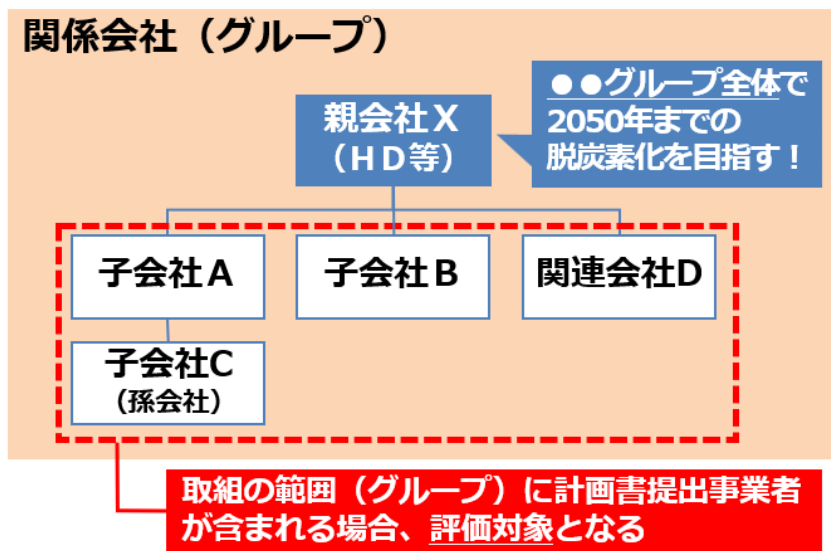 関係会社（グループ）
親会社Ｘ
（ＨＤ等）
●●グループ全体で
2050年までの
脱炭素化を目指す！
子会社Ａ
子会社Ｂ
関連会社D
子会社C
（孫会社）
取組の範囲（グループ）に計画書提出事業者
が含まれる場合、評価対象となる